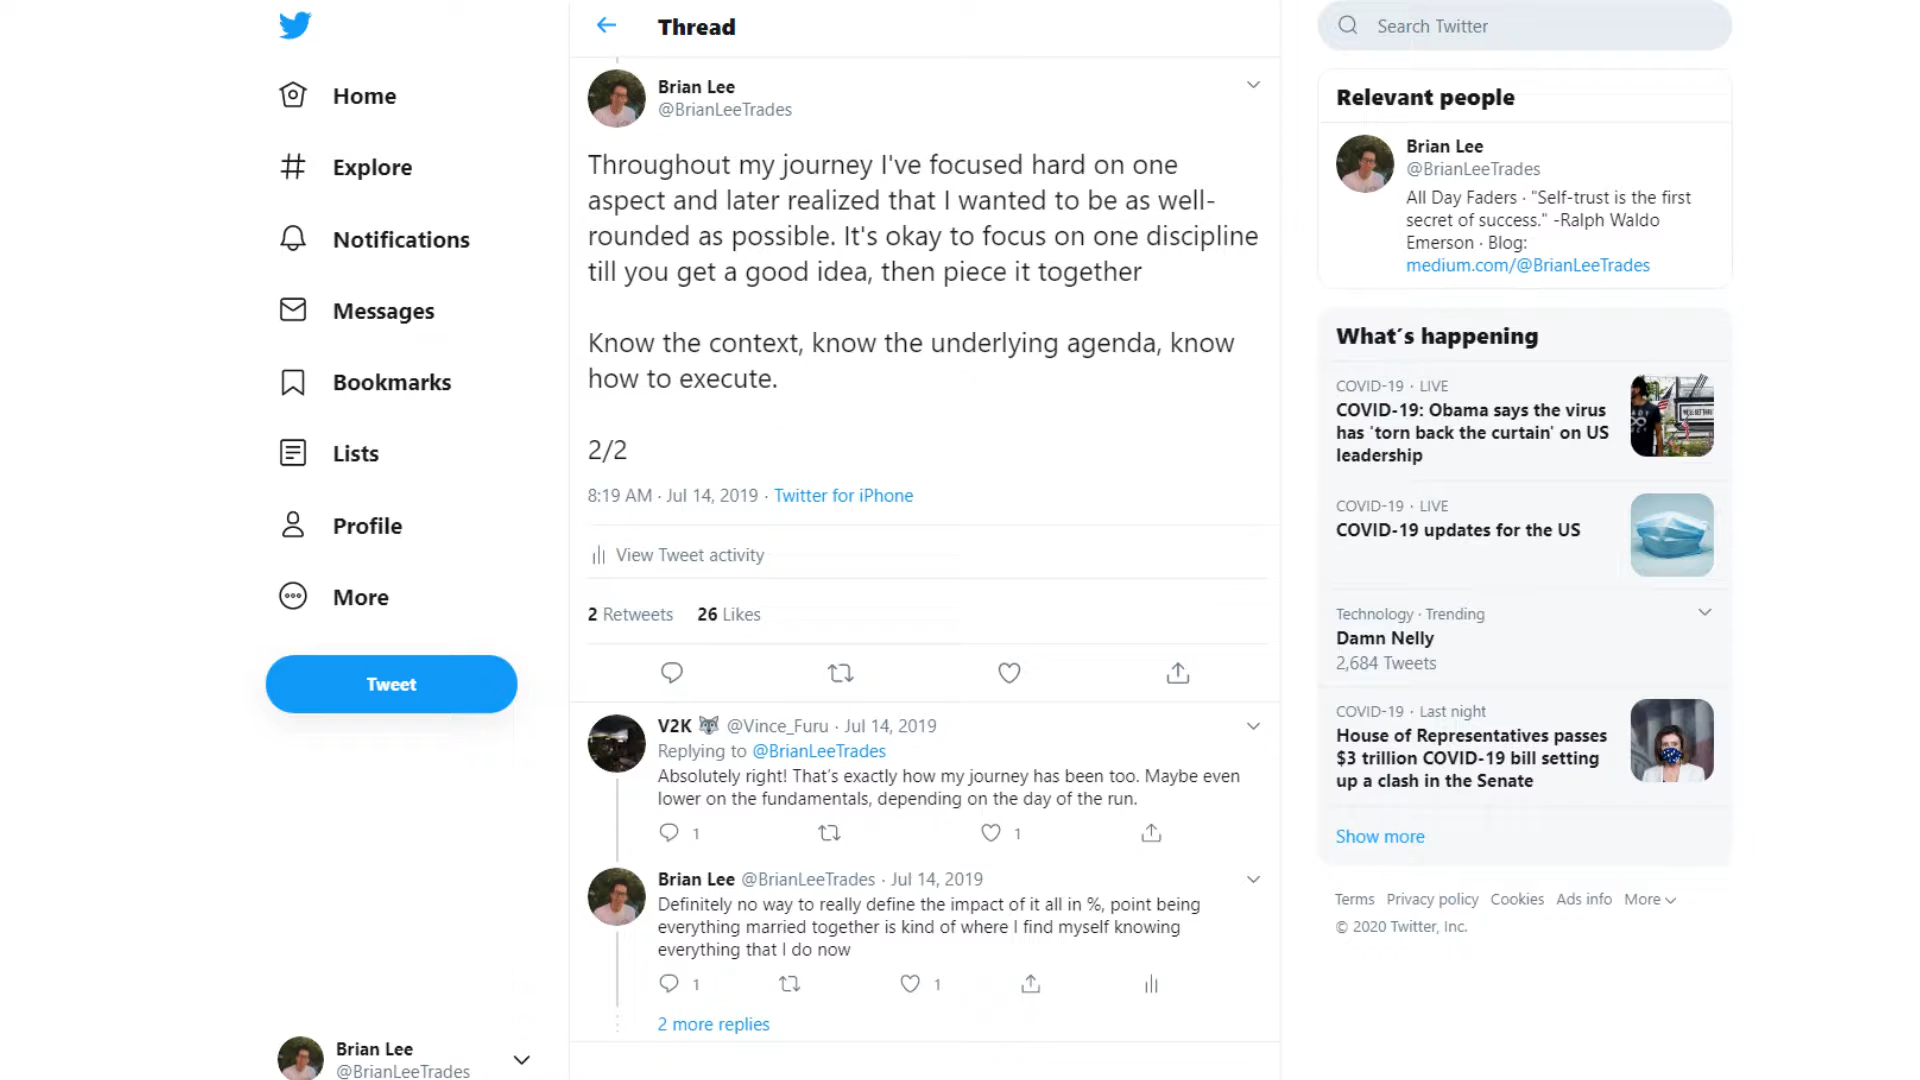 Home
Explore
Notifications
Messages
Bookmarks
Lists
Profile
More
Tweet
Brian Lee
@BrianLeeTrades
Thread
Brian Lee
@BrianLeeTrades
Throughout my journey I've focused hard on one
aspect and later realized that I wanted to be as well-
rounded as possible. It's okay to focus on one discipline
till you get a good idea, then piece it together
Know the context, know the underlying agenda, know
how to execute.
2/2
8:19 AM · Jul 14, 2019 · Twitter for iPhone
View Tweet activity
2 Retweets 26 Likes
V2K @Vince_Furu · Jul 14, 2019
Replying to @BrianLeeTrades
Absolutely right! That's exactly how my journey has been too. Maybe even
lower on the fundamentals, depending on the day of the run.
1 1
Brian Lee @BrianLeeTrades · Jul 14, 2019
Definitely no way to really define the impact of it all in %, point being
everything married together is kind of where I find myself knowing
everything that I do now
1 1
2 more replies
Search Twitter
Relevant people
Brian Lee
@BrianLeeTrades
All Day Faders · "Self-trust is the first
secret of success." -Ralph Waldo
Emerson · Blog:
medium.com/@BrianLeeTrades
What's happening
COVID-19 · LIVE
COVID-19: Obama says the virus
has 'torn back the curtain' on US
leadership
COVID-19 · LIVE
COVID-19 updates for the US
Technology · Trending
Damn Nelly
2,684 Tweets
COVID-19 · Last night
House of Representatives passes
$3 trillion COVID-19 bill setting
up a clash in the Senate
Show more
Terms Privacy policy Cookies Ads info More
© 2020 Twitter, Inc.